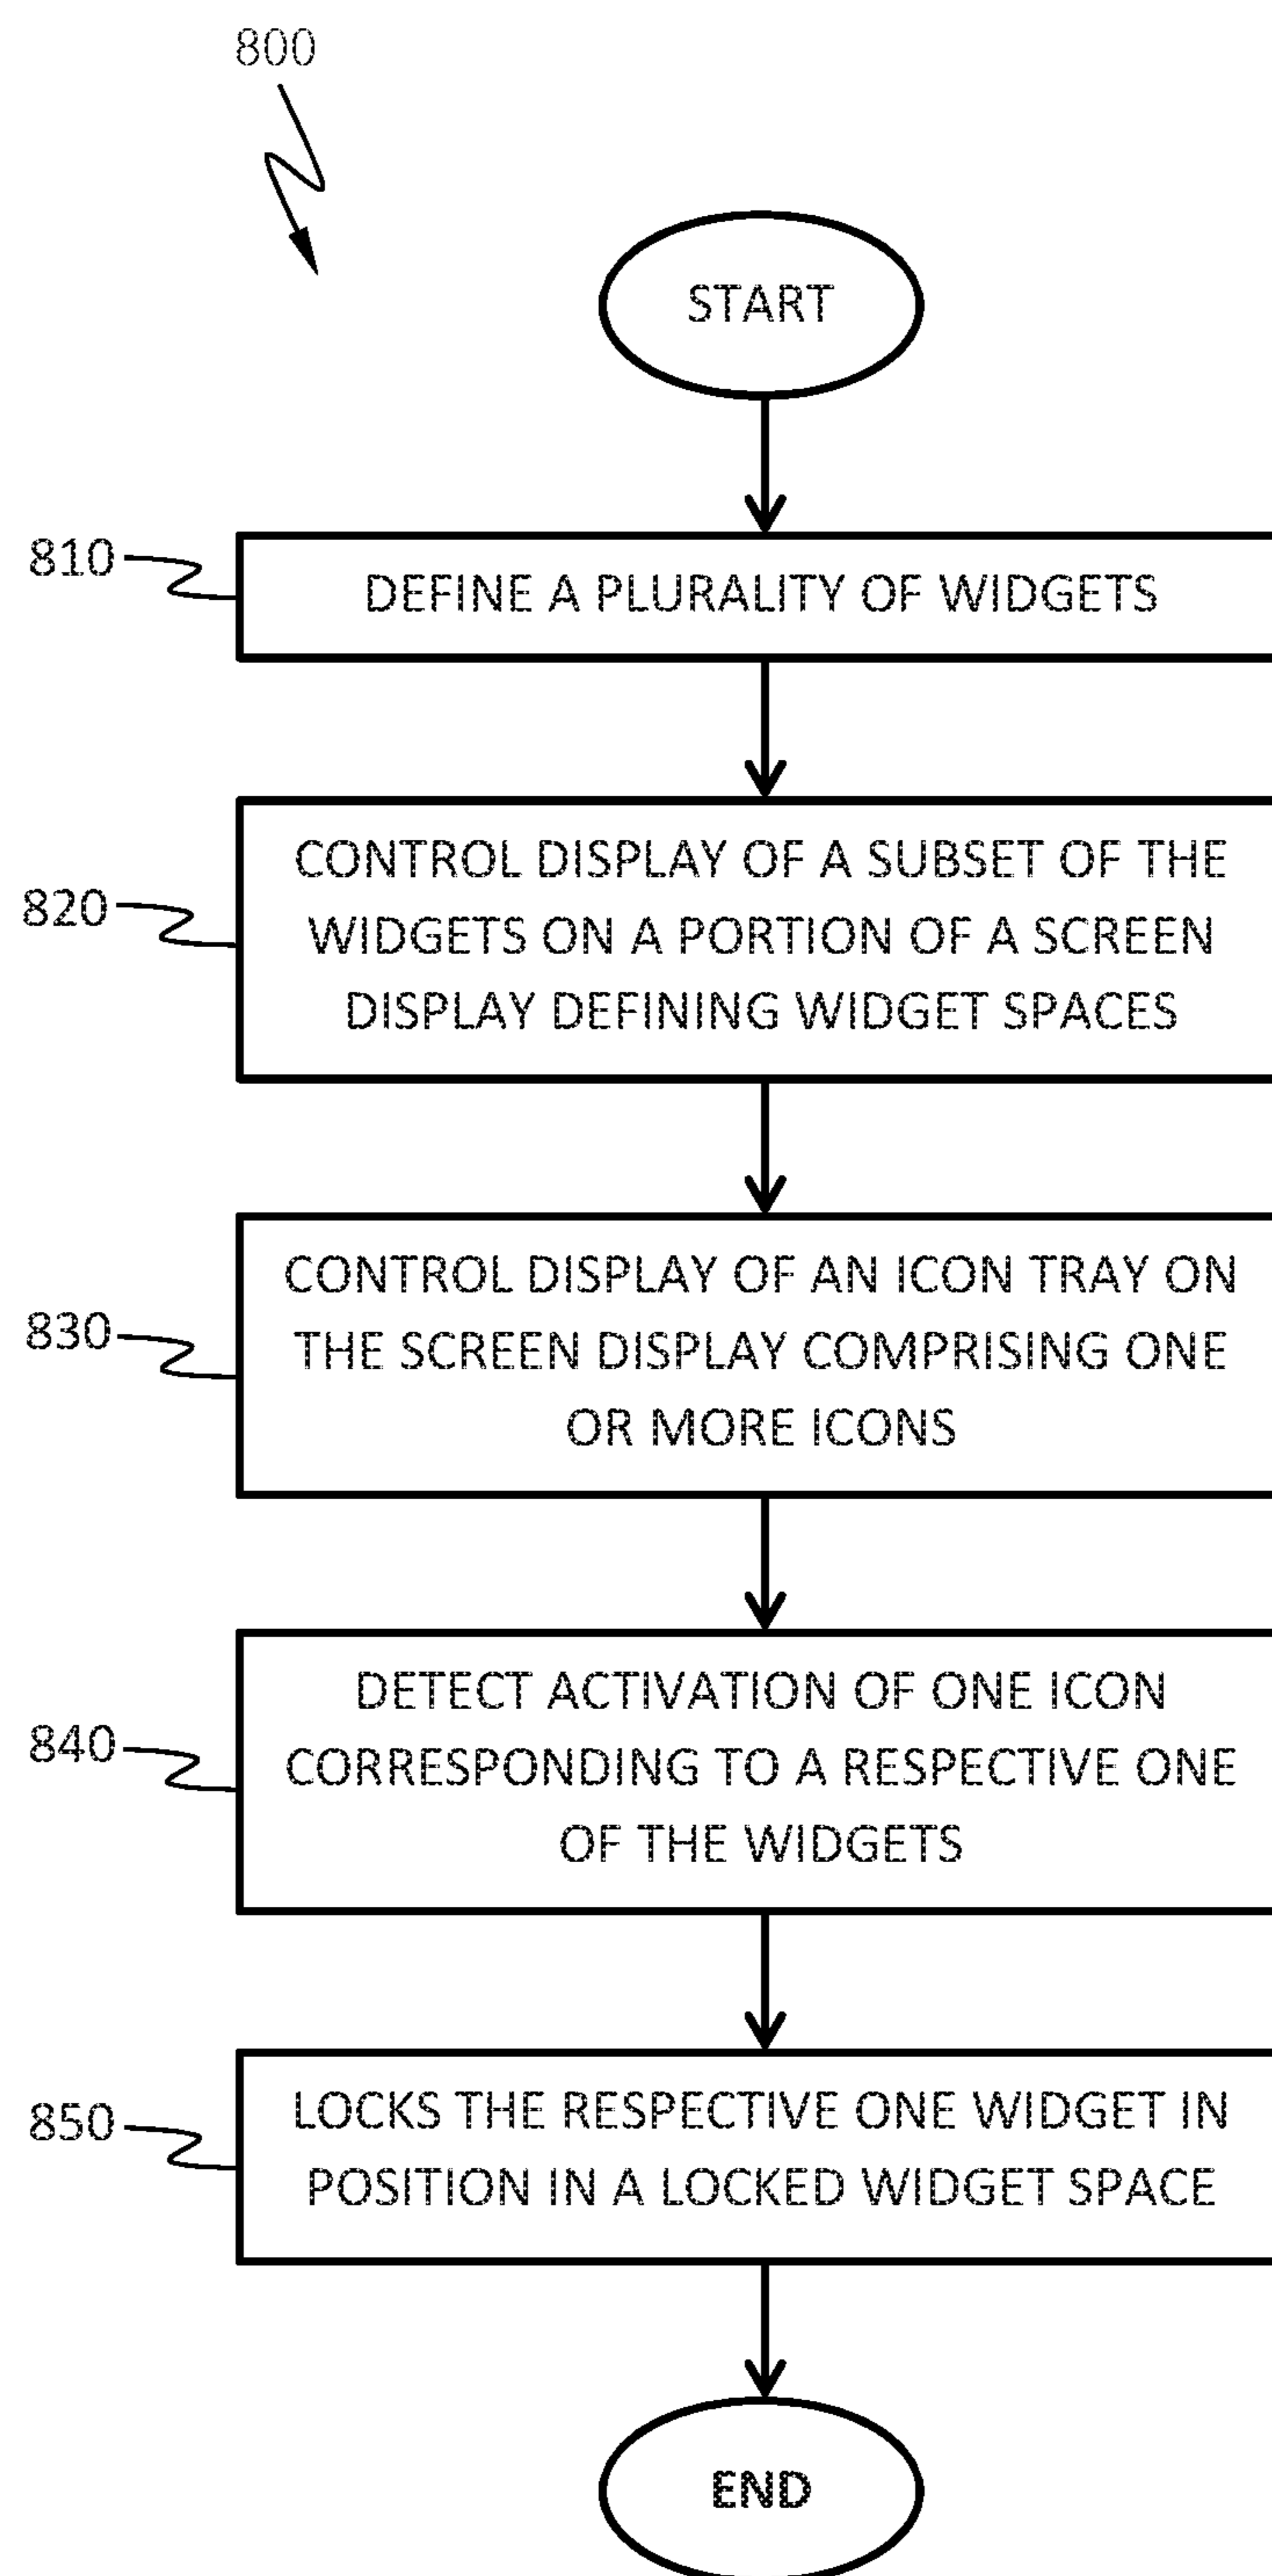 800
START
810
DEFINE A PLURALITY OF WIDGETS
820
CONTROL DISPLAY OF A SUBSET OF THE
WIDGETS ON A PORTION OF A SCREEN
DISPLAY DEFINING WIDGET SPACES
830
CONTROL DISPLAY OF AN ICON TRAY ON
THE SCREEN DISPLAY COMPRISING ONE
OR MORE ICONS
840
DETECT ACTIVATION OF ONE ICON
CORRESPONDING TO A RESPECTIVE ONE
OF THE WIDGETS
850
LOCKS THE RESPECTIVE ONE WIDGET IN
POSITION IN A LOCKED WIDGET SPACE
END